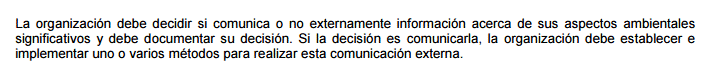 La organización debe decidir si comunica o no externamente información acerca de sus aspectos ambientales
significativos y debe documentar su decisión. Si la decisión es comunicarla, la organización debe establecer e
implementar uno o varios métodos para realizar esta comunicación externa.